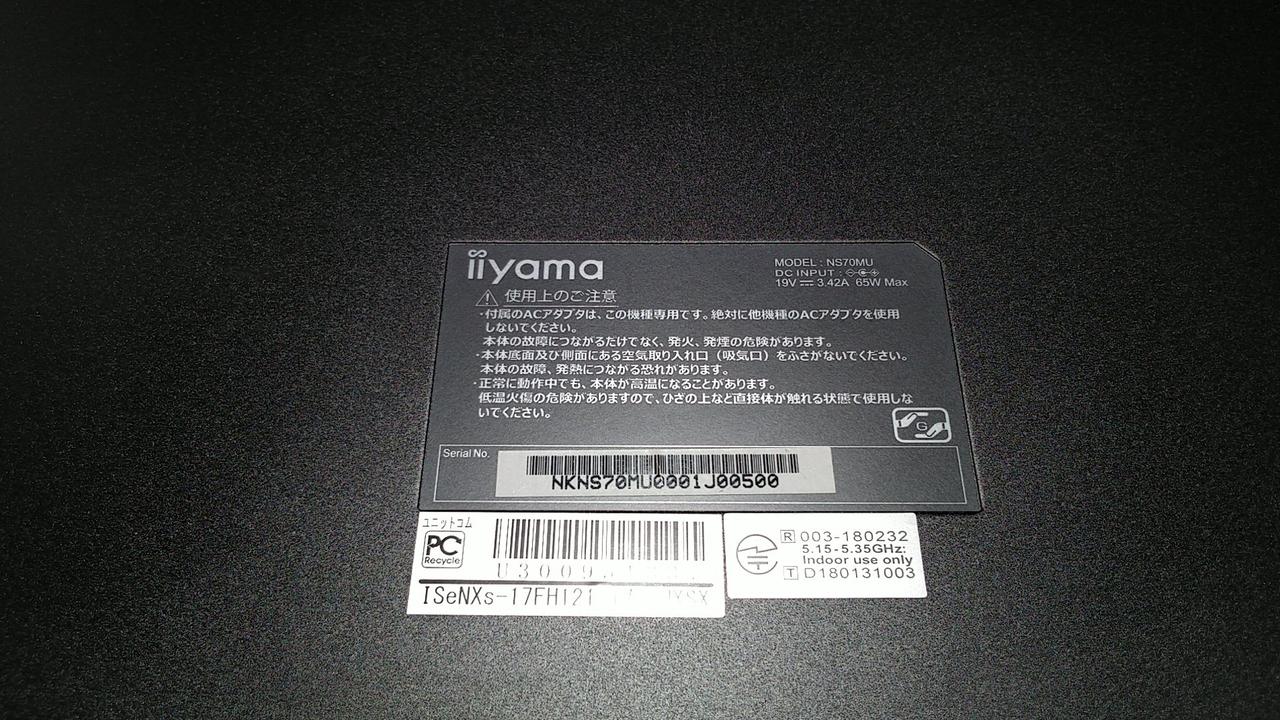 iiyama
MODEL : NS70MU
DC INPUT :
19V 3.42A 65W Max
使用上のご注意
・付属のACアダプタは、この機種専用です。絶対に他機種のACアダプタを使用
しないでください。
本体の故障につながるだけでなく、発火、発煙の危険があります。
・本体底面及び側面にある空気取り入れ口（吸気口）をふさがないでください。
本体の故障、発熱につながる恐れがあります。
・正常に動作中でも、本体が高温になることがあります。
低温火傷の危険がありますので、ひざの上など直接体が触れる状態で使用しな
いでください。
G
Serial No.
NKNS70MU0001J00500
ユニットコム
PC
Recycle
ISeNXs-17FH121
R 003-180232
5.15-5.35GHz:
Indoor use only
T D180131003